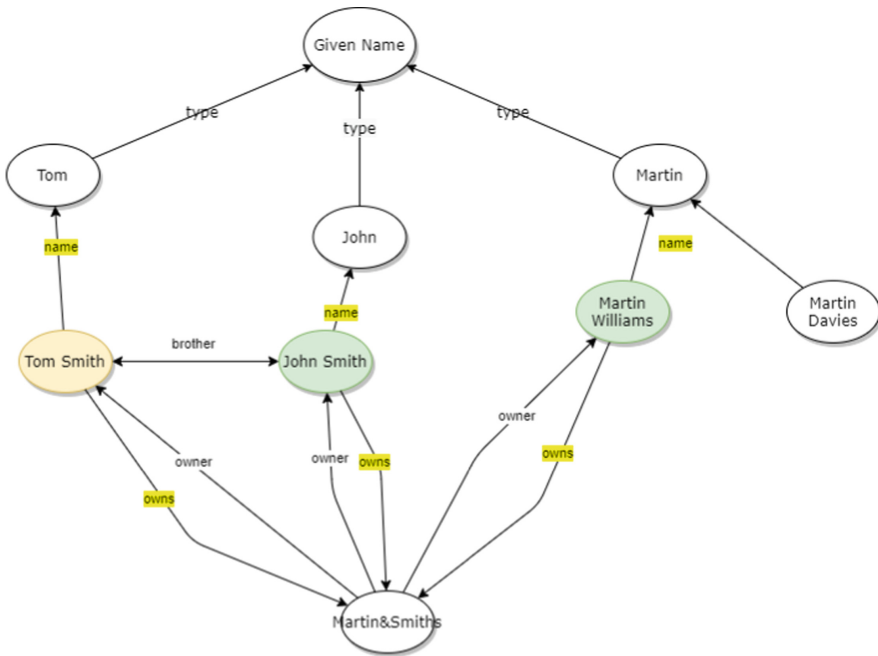 Given Name
type
type
type
Tom
Martin
John
name
name
name
Martin
Williams
Martin
Davies
Tom Smith
brother
John Smith
owner
owner
owner
owns
owns
owns
Martin&Smiths